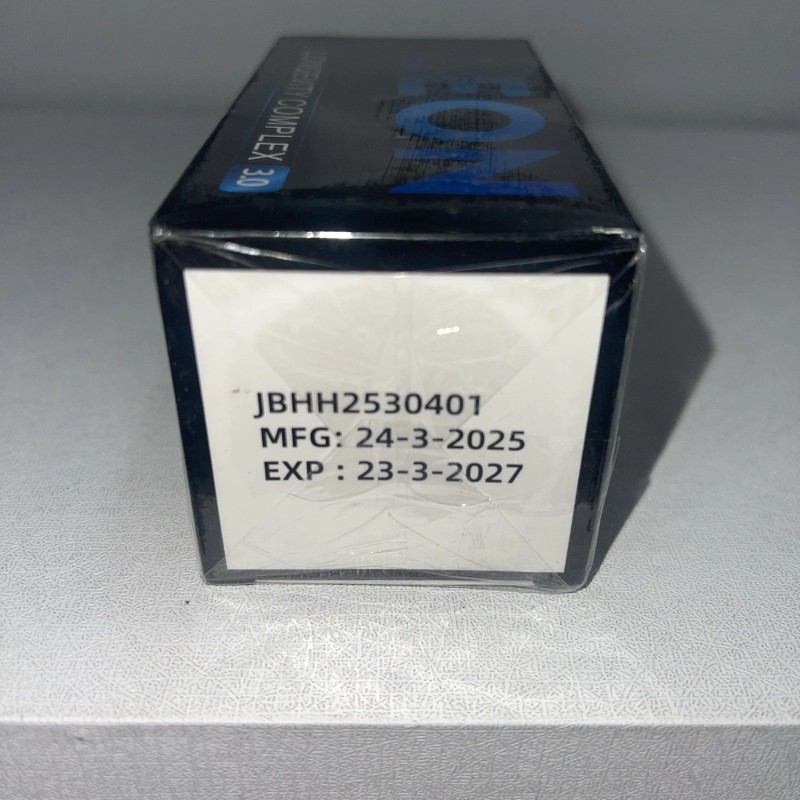 COMPLEX 3.0
JBHH2530401
MFG: 24-3-2025
EXP : 23-3-2027